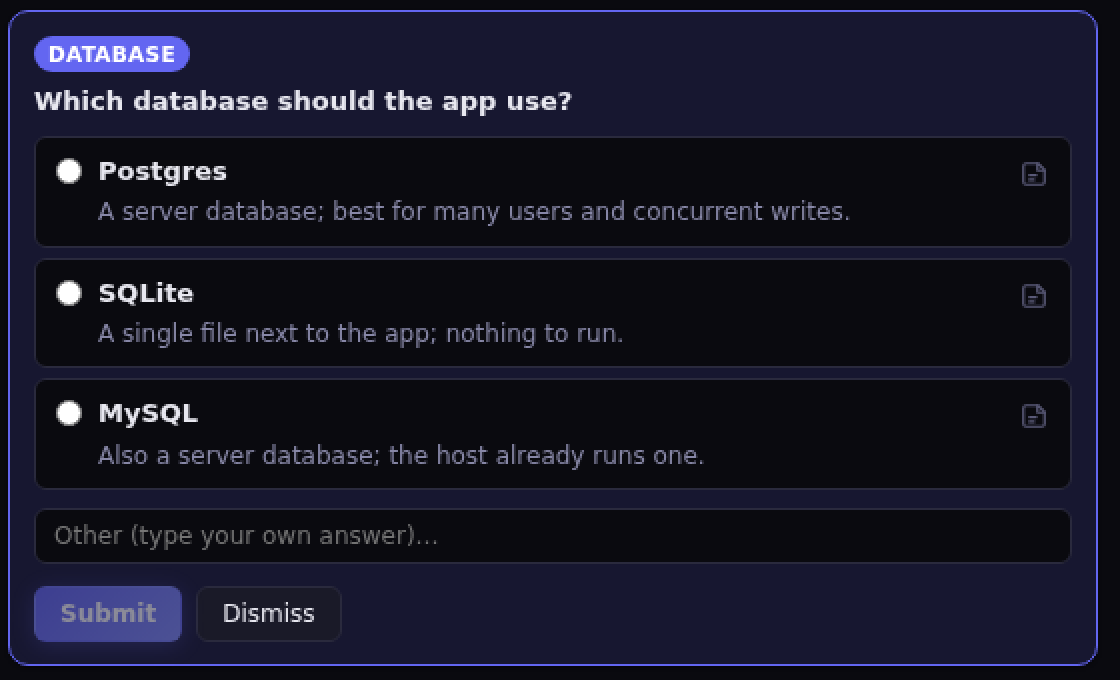 DATABASE
Which database should the app use?
Postgres
A server database; best for many users and concurrent writes.
SQLite
A single file next to the app; nothing to run.
MySQL
Also a server database; the host already runs one.
Other (type your own answer)...
Submit
Dismiss